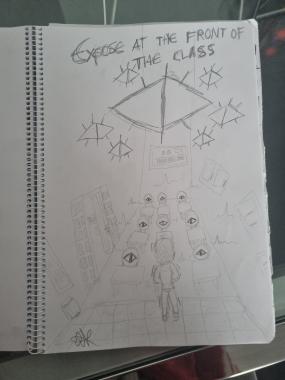 Expose AT THE FRONT OF
THE CLASS